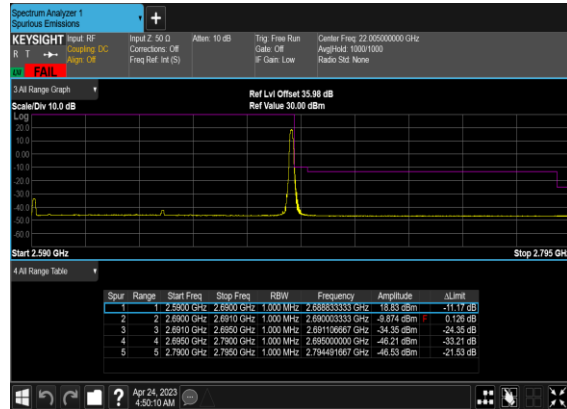 Spectrum Analyzer 1
Spurious Emissions
+
KEYSIGHT Input: RF Input Z: 50 Ω Atten: 10 dB Trig: Free Run Center Freq: 22.005000000 GHz
R T Coupling: DC Corrections: Off Gate: Off Avg|Hold: 1000/1000
Align: Off Freq Ref: Int (S) IF Gain: Low Radio Std: None
LW FAIL
3 All Range Graph
Ref Lvl Offset 35.98 dB
Scale/Div 10.0 dB Ref Value 30.00 dBm
Log
20.0
10.0
0.00
-10.0
-20.0
-30.0
-40.0
-50.0
-60.0
Start 2.590 GHz Stop 2.795 GHz
4 All Range Table
Spur Range Start Freq Stop Freq RBW Frequency Amplitude ΔLimit
1 1 2.5900 GHz 2.6900 GHz 1.000 MHz 2.688833333 GHz 18.83 dBm -11.17 dB
2 2 2.6900 GHz 2.6910 GHz 1.000 MHz 2.690003333 GHz -9.874 dBm F 0.126 dB
3 3 2.6910 GHz 2.6950 GHz 1.000 MHz 2.691106667 GHz -34.35 dBm -24.35 dB
4 4 2.6950 GHz 2.7900 GHz 1.000 MHz 2.695000000 GHz -46.21 dBm -33.21 dB
5 5 2.7900 GHz 2.7950 GHz 1.000 MHz 2.794491667 GHz -46.53 dBm -21.53 dB
? Apr 24, 2023
4:50:10 AM